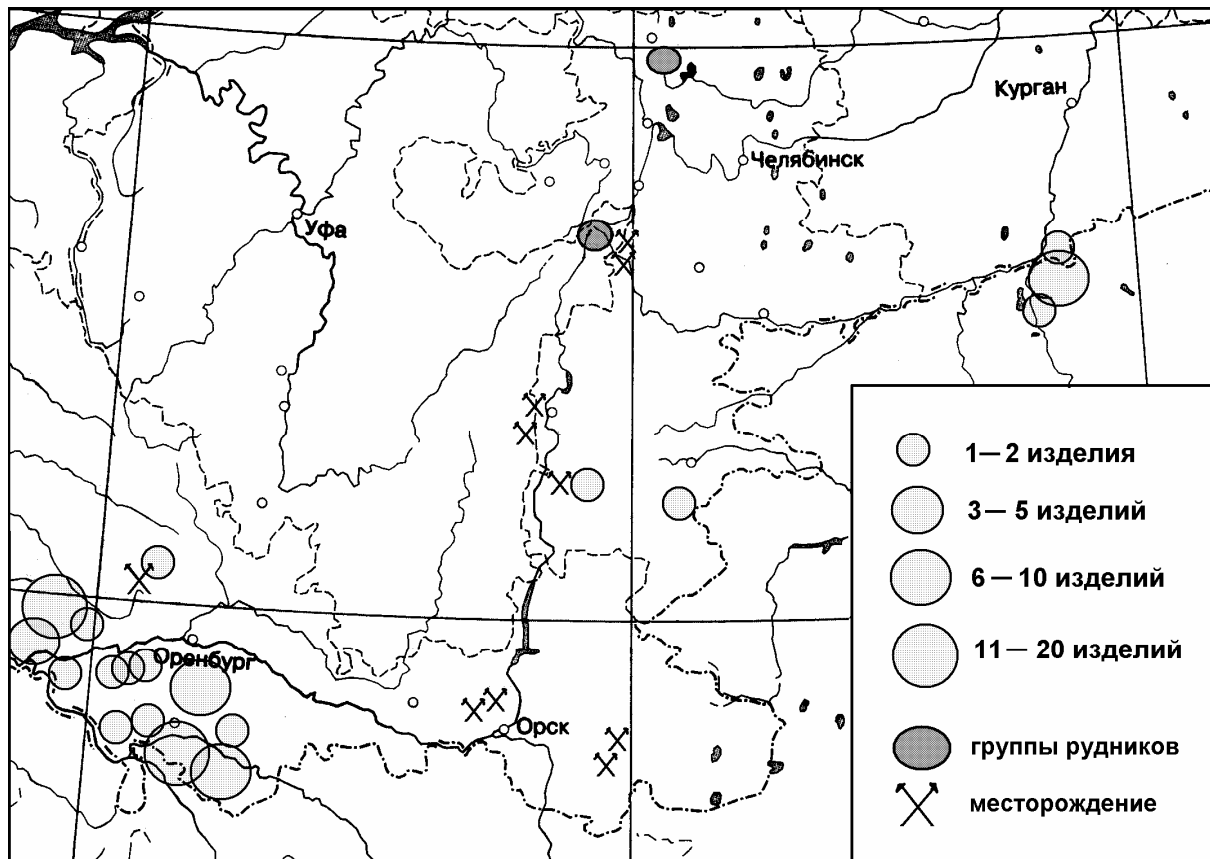 Курган
Челябинск
Уфа
Оренбург
Орск
1— 2 изделия
3 — 5 изделий
6 — 10 изделий
11 — 20 изделий
группы рудников
месторождение